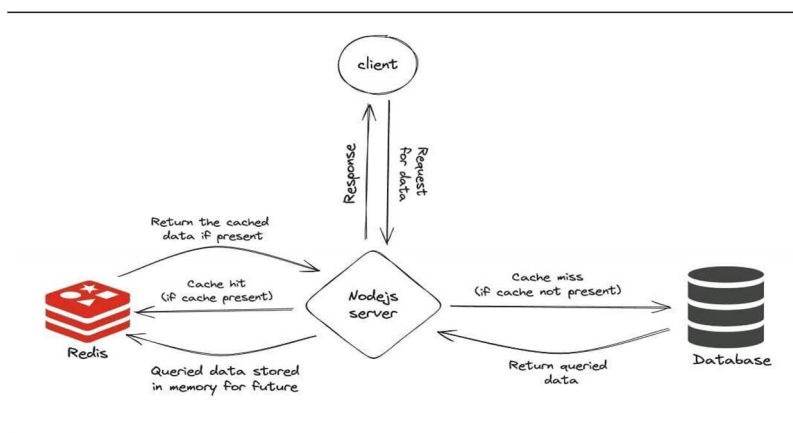 client
Response
Request
for data
Return the cached
data if present
Cache hit
(if cache present)
Nodejs
server
Cache miss
(if cache not present)
Redis
Queried data stored
in memory for future
Return queried
data
Database